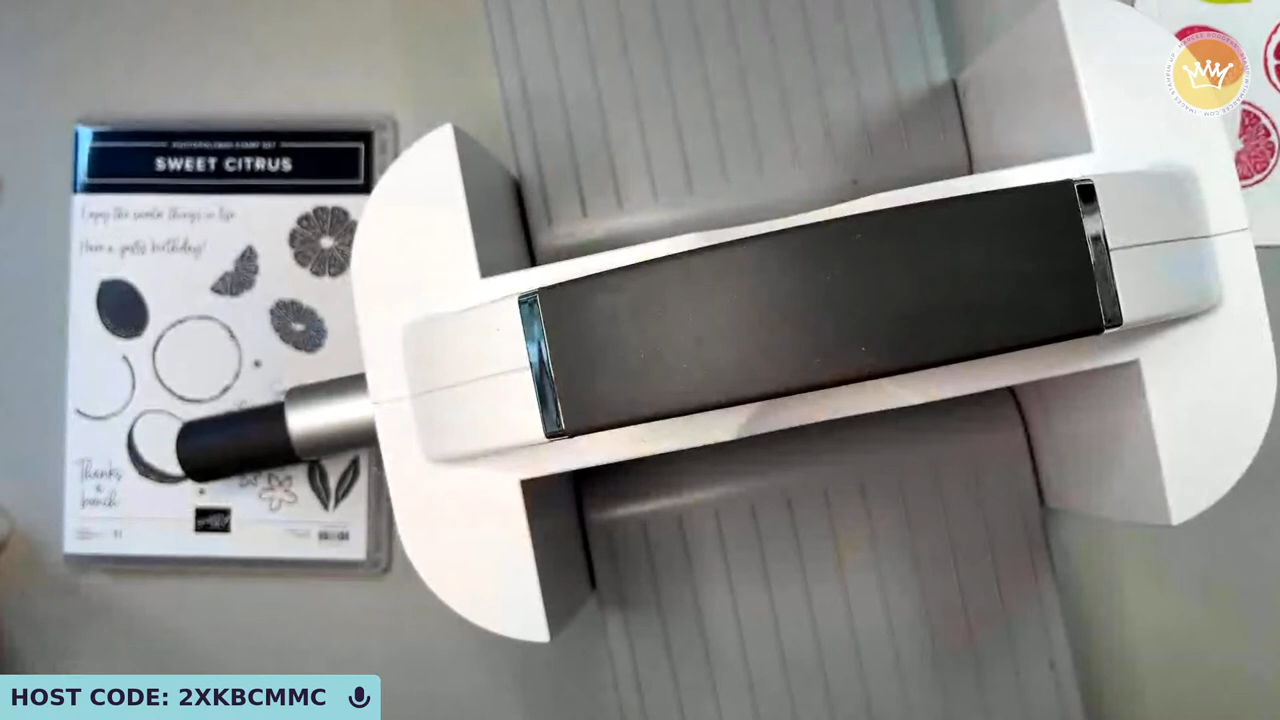 SWEET CITRUS
Enjoy the sweeter things in life
Have a zesty birthday!
Thanks
a
bunch
HOST CODE: 2XKBCMMC